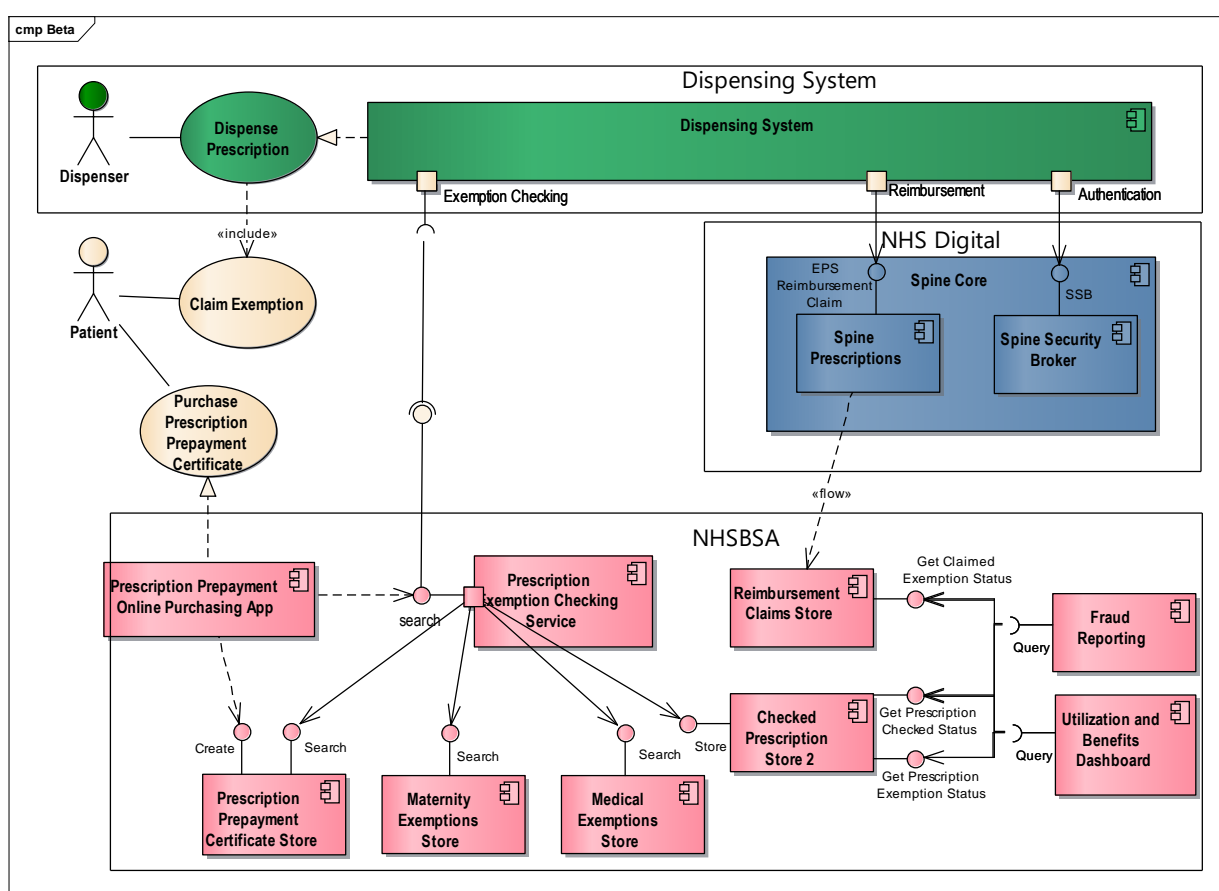 cmp Beta
Dispensing System
Dispense
Prescription
Dispensing System
Dispenser
Exemption Checking
Reimbursement
Authentication
«include»
NHS Digital
Claim Exemption
Patient
EPS
Reimbursement
Claim
Spine Core
SSB
Spine
Prescriptions
Spine Security
Broker
Purchase
Prescription
Prepayment
Certificate
«flow»
NHSBSA
Prescription Prepayment
Online Purchasing App
search
Prescription
Exemption Checking
Service
Reimbursement
Claims Store
Get Claimed
Exemption Status
Query
Fraud
Reporting
Create
Search
Search
Search
Store
Checked
Prescription
Store 2
Get Prescription
Checked Status
Get Prescription
Exemption Status
Query
Utilization and
Benefits
Dashboard
Prescription
Prepayment
Certificate Store
Maternity
Exemptions
Store
Medical
Exemptions
Store